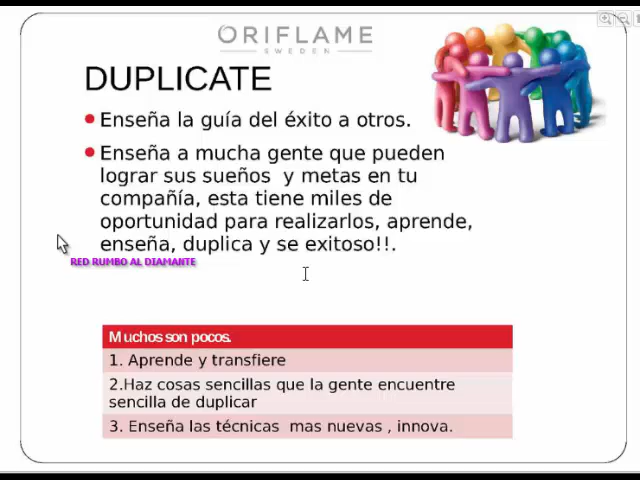 ORIFLAME
SWEDEN
DUPLICATE
Enseña la guía del éxito a otros.
Enseña a mucha gente que pueden
lograr sus sueños y metas en tu
compañía, esta tiene miles de
oportunidad para realizarlos, aprende,
enseña, duplica y se exitoso!!.
RED RUMBO AL DIAMANTE
Muchos son pocos.
1. Aprende y transfiere
2.Haz cosas sencillas que la gente encuentre
sencilla de duplicar
3. Enseña las técnicas mas nuevas , innova.